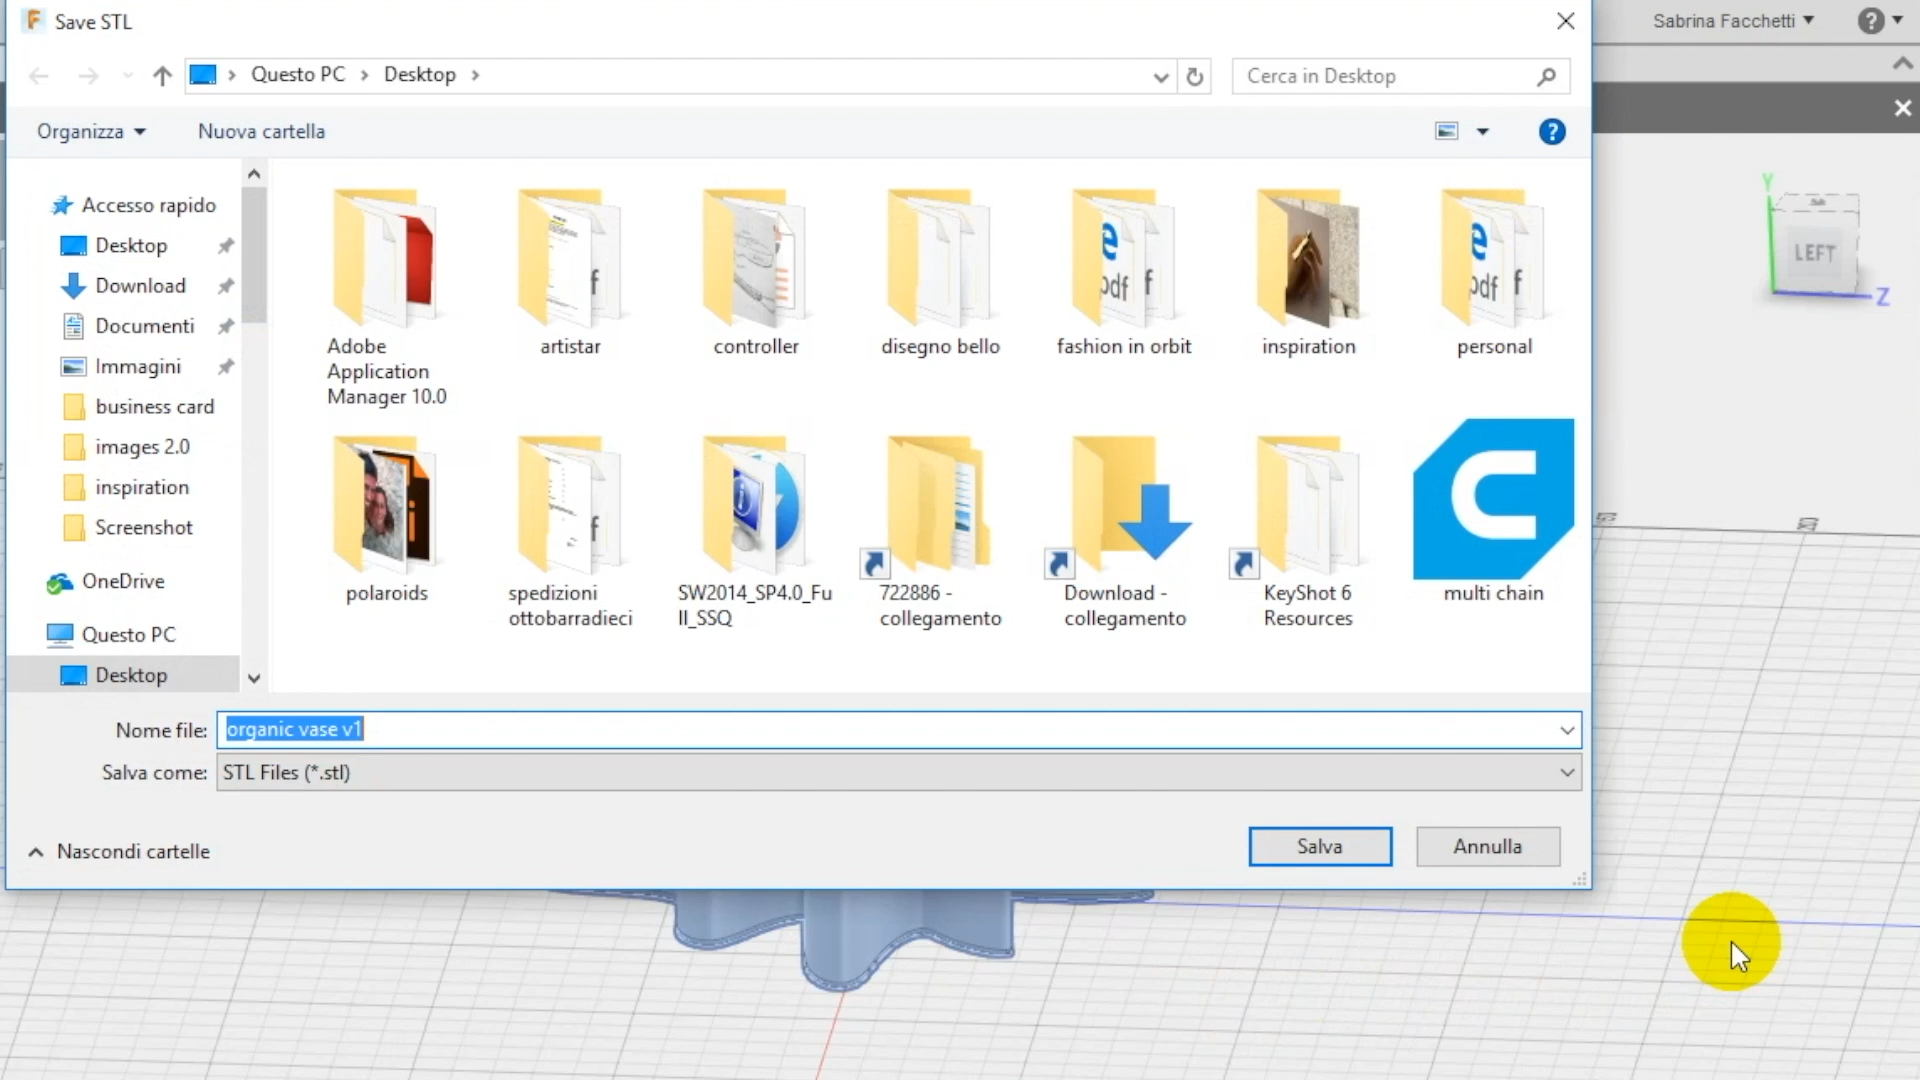 Save STL
Sabrina Facchetti
Questo PC
Desktop
Cerca in Desktop
Organizza
Nuova cartella
Accesso rapido
Desktop
Download
Documenti
Immagini
business card
images 2.0
inspiration
Screenshot
OneDrive
Questo PC
Desktop
Adobe
Application
Manager 10.0
artistar
controller
disegno bello
fashion in orbit
inspiration
personal
polaroids
spedizioni
ottobarradieci
SW2014_SP4.0_Fu
ll_SSQ
722886 -
collegamento
Download -
collegamento
KeyShot 6
Resources
multi chain
Y
LEFT
Z
Nome file:
organic vase v1
Salva come:
STL Files (*.stl)
Nascondi cartelle
Salva
Annulla